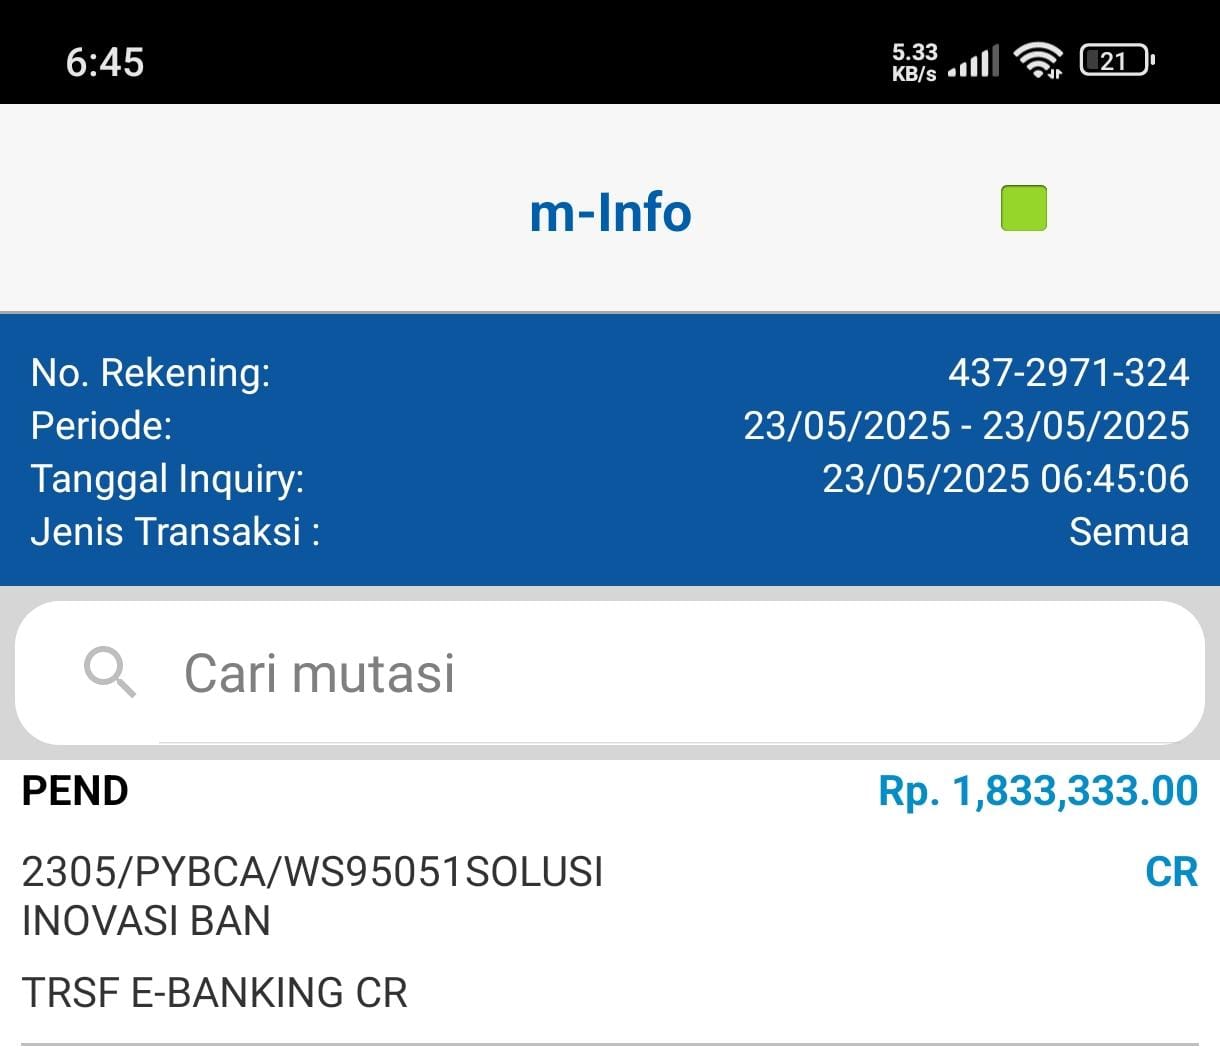 6:45
5.33
KB/s
21
m-Info
No. Rekening: 437-2971-324
Periode: 23/05/2025 - 23/05/2025
Tanggal Inquiry: 23/05/2025 06:45:06
Jenis Transaksi : Semua
Cari mutasi
PEND Rp. 1,833,333.00
2305/PYBCA/WS95051SOLUSI CR
INOVASI BAN
TRSF E-BANKING CR